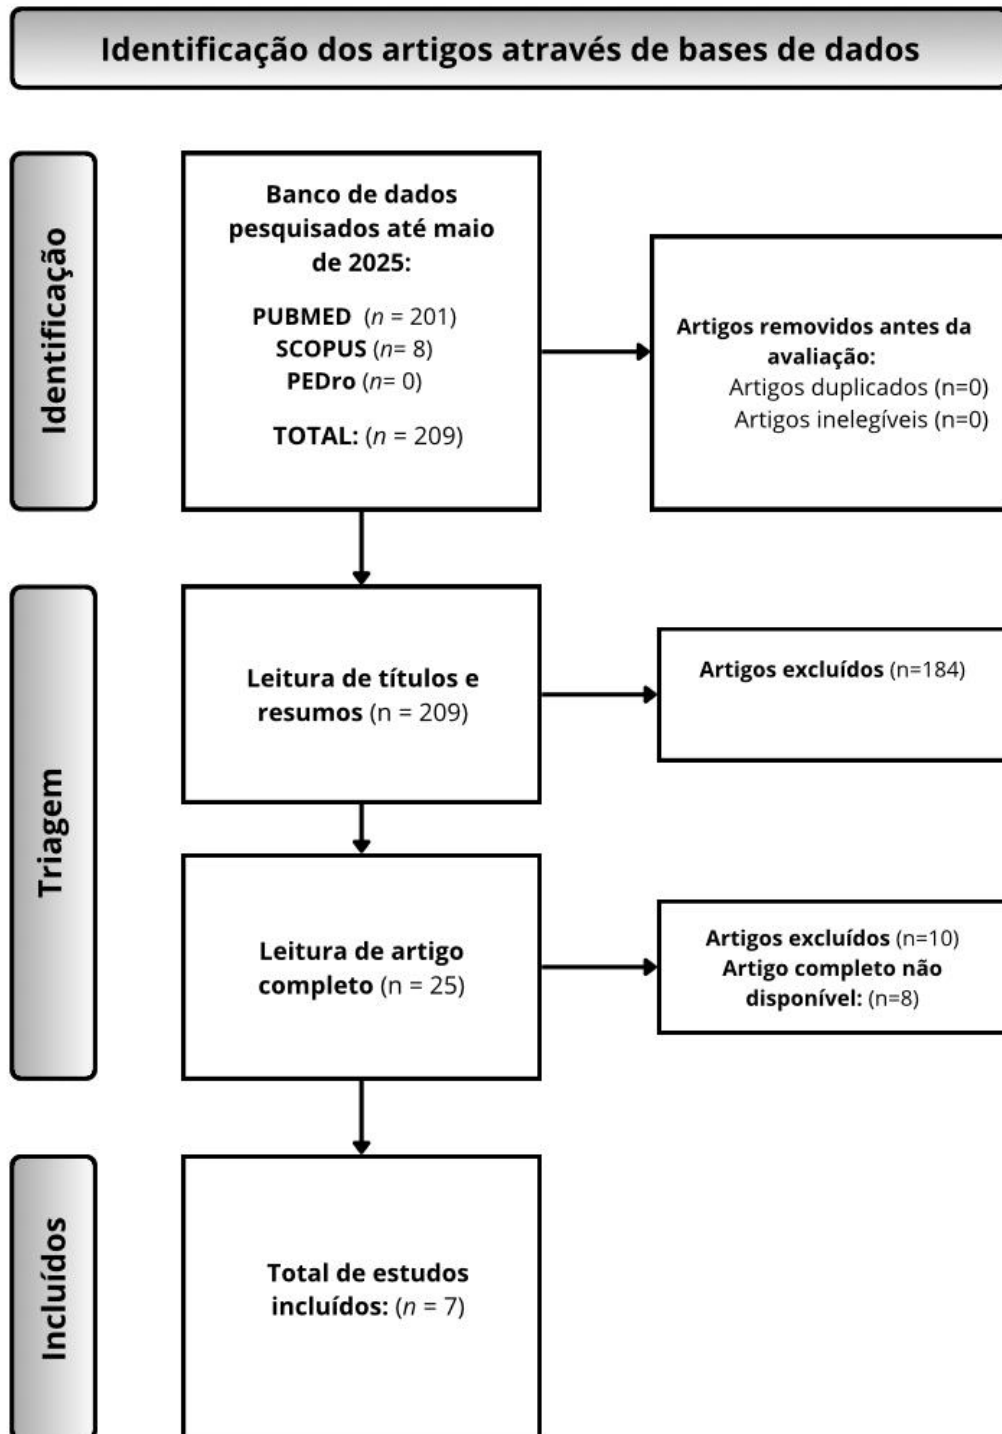 Identificação dos artigos através de bases de dados
Identificação
Banco de dados
pesquisados até maio
de 2025:
PUBMED (n = 201)
SCOPUS (n= 8)
PEDro (n= 0)
TOTAL: (n = 209)
Artigos removidos antes da
avaliação:
Artigos duplicados (n=0)
Artigos inelegíveis (n=0)
Triagem
Leitura de títulos e
resumos (n = 209)
Artigos excluídos (n=184)
Leitura de artigo
completo (n = 25)
Artigos excluídos (n=10)
Artigo completo não
disponível: (n=8)
Incluídos
Total de estudos
incluídos: (n = 7)